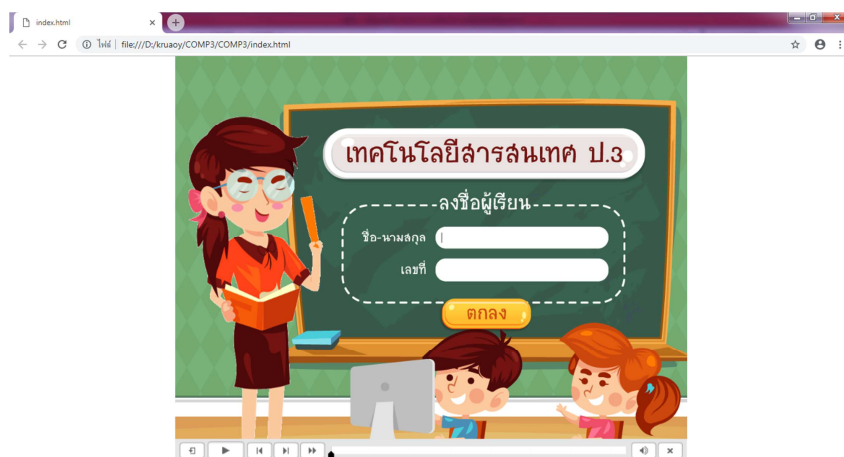 index.html
ไฟล์ | file:///D:/kruaoy/COMP3/COMP3/index.html
เทคโนโลยีสารสนเทศ ป.3
ลงชื่อผู้เรียน
ชื่อ-นามสกุล
เลขที่
ตกลง